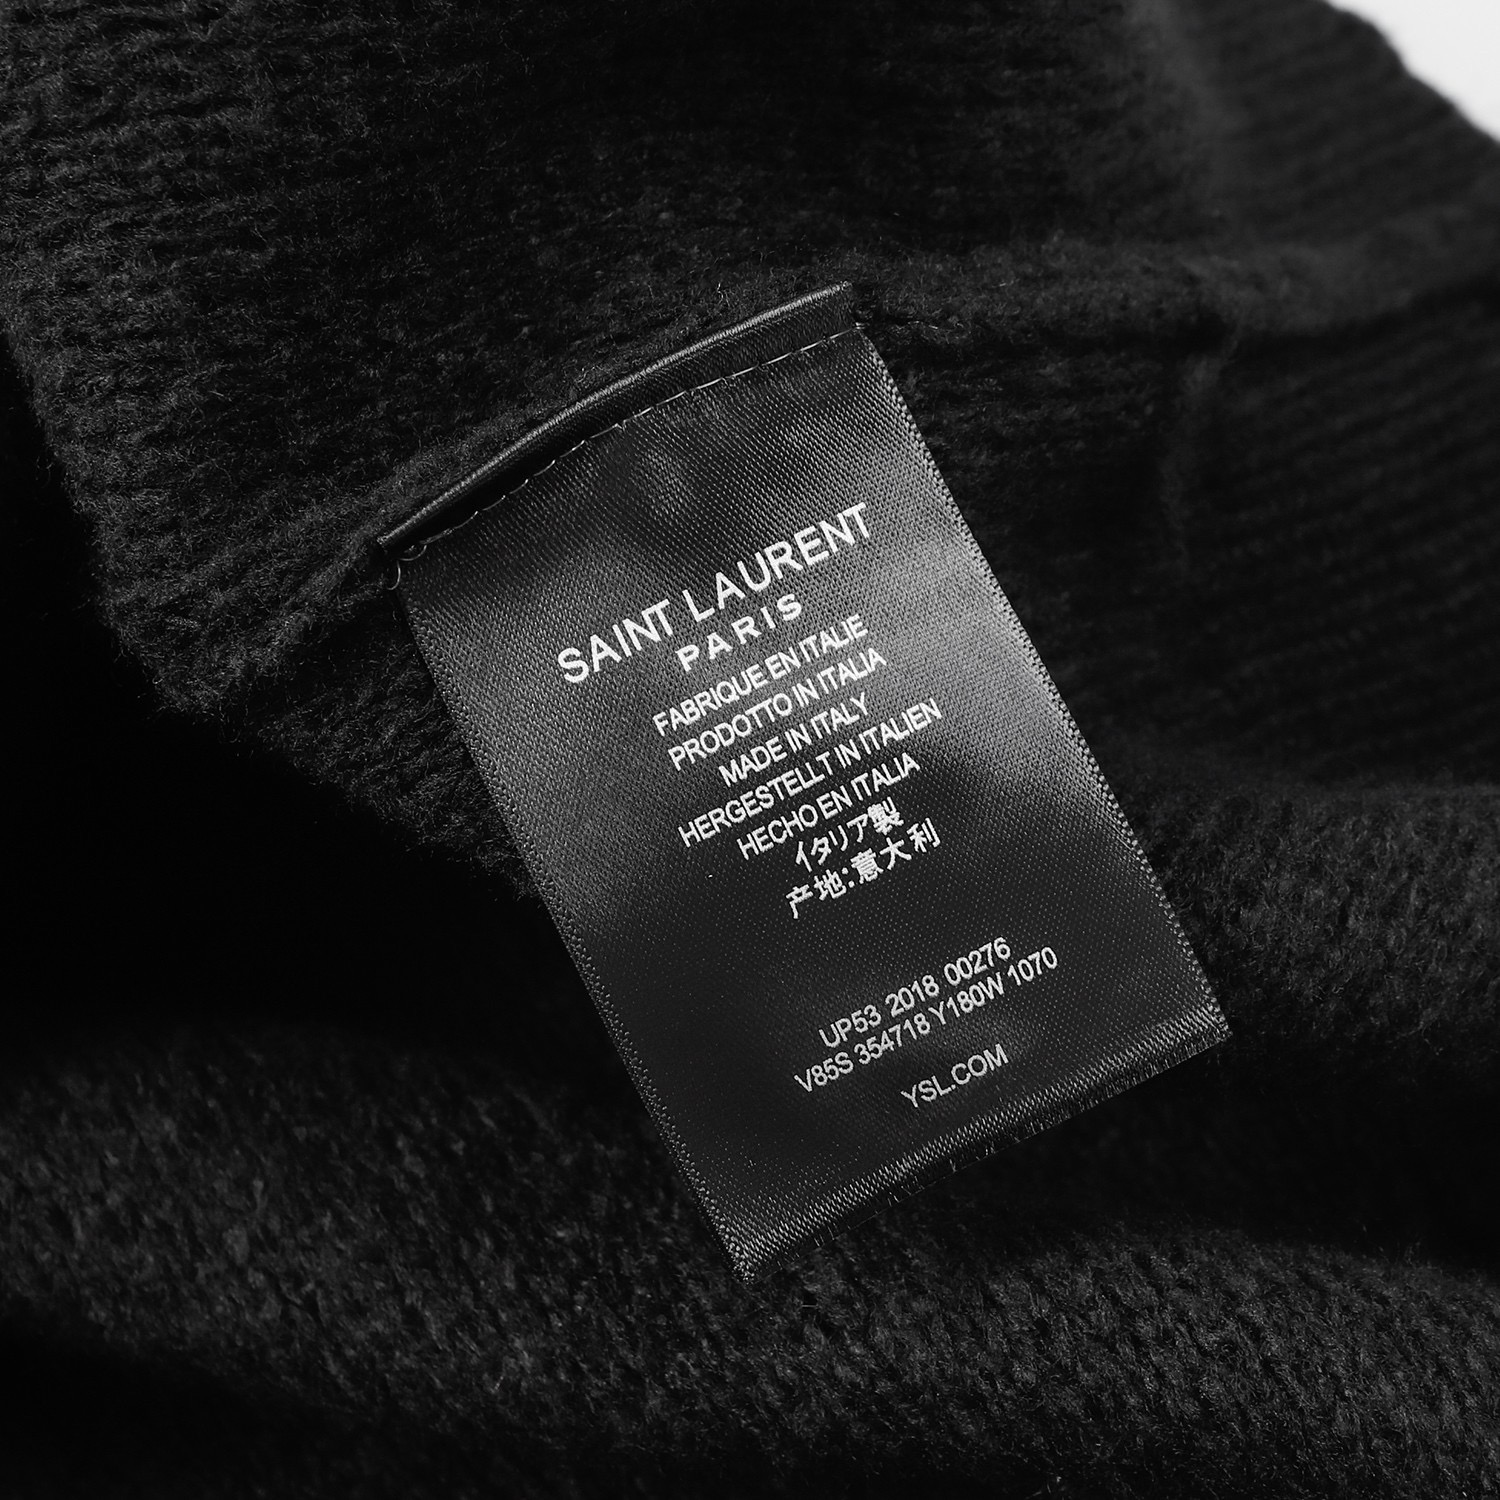 SAINT LAURENT
PARIS
FABRIQUE EN ITALIE
PRODOTTO IN ITALIA
MADE IN ITALY
HERGESTELLT IN ITALIEN
HECHO EN ITALIA
イタリア製
产地:意大利
UP53 2018 00276
V85S 354718 Y180W 1070
YSL.COM